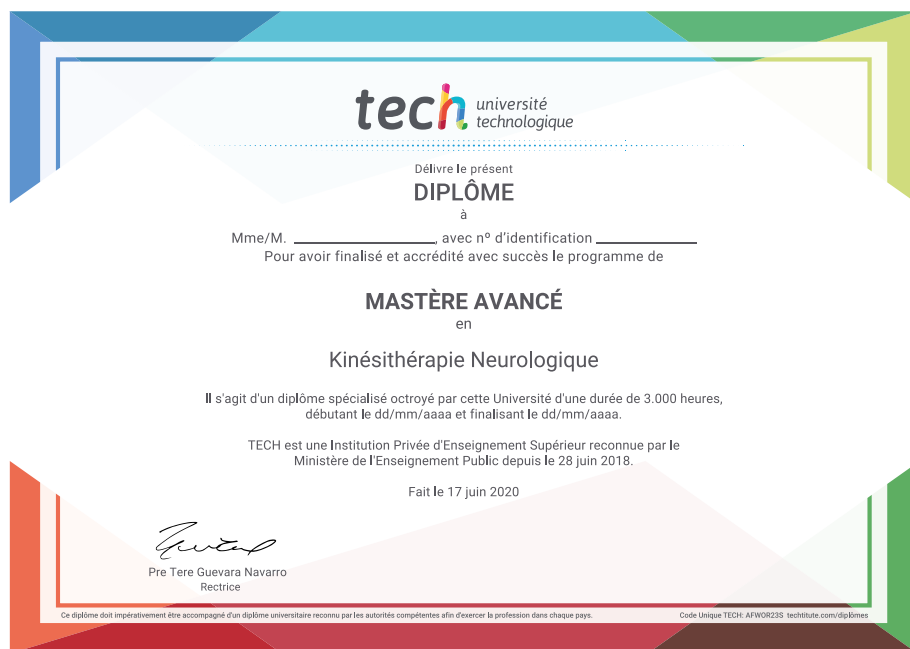 tech université
technologique
Délivre le présent
DIPLÔME
à
Mme/M. ____________________, avec nº d'identification ______________
Pour avoir finalisé et accrédité avec succès le programme de
MASTÈRE AVANCÉ
en
Kinésithérapie Neurologique
Il s'agit d'un diplôme spécialisé octroyé par cette Université d'une durée de 3.000 heures,
débutant le dd/mm/aaaa et finalisant le dd/mm/aaaa.
TECH est une Institution Privée d'Enseignement Supérieur reconnue par le
Ministère de l'Enseignement Public depuis le 28 juin 2018.
Fait le 17 juin 2020
Pre Tere Guevara Navarro
Rectrice
Ce diplôme doit impérativement être accompagné d'un diplôme universitaire reconnu par les autorités compétentes afin d'exercer la profession dans chaque pays.
Code Unique TECH: AFWOR23S techtitute.com/diplômes